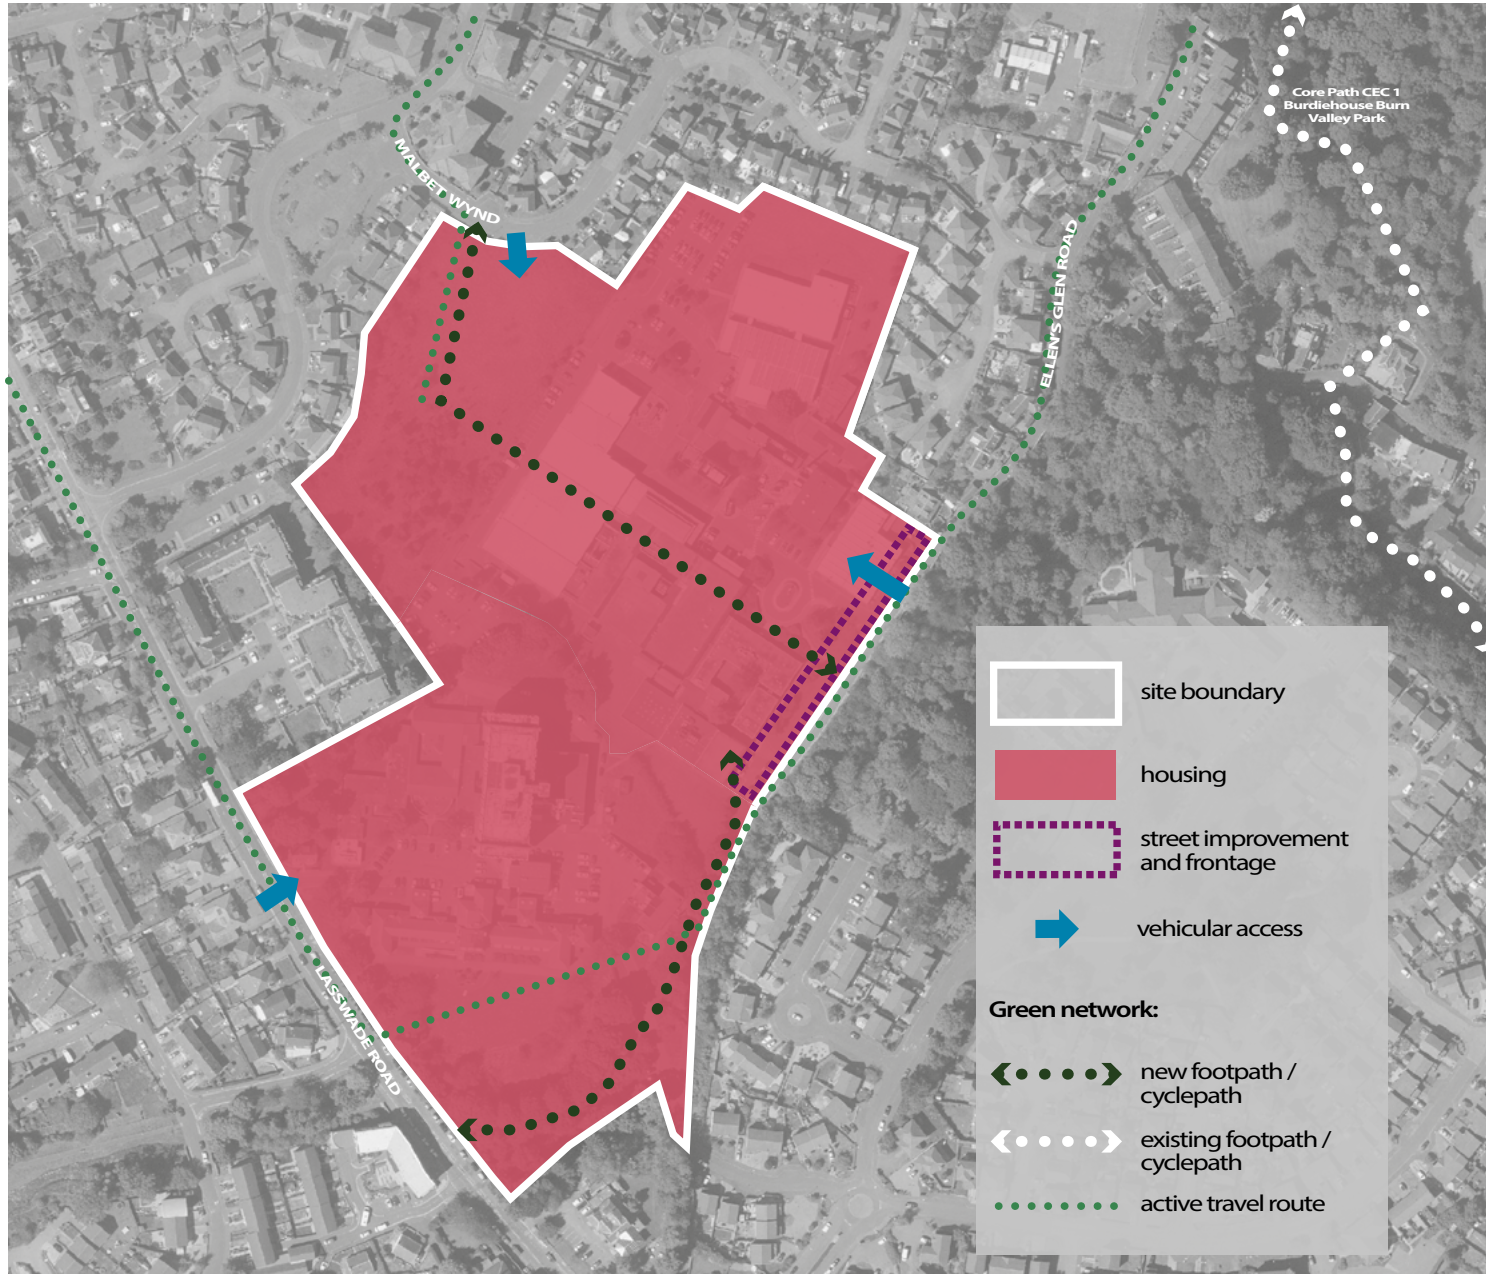 Core Path CEC 1
Burdiehouse Burn
Valley Park
MALBET WYND
ELLEN'S GLEN ROAD
LASSWADE ROAD
site boundary
housing
street improvement
and frontage
vehicular access
Green network:
new footpath /
cyclepath
existing footpath /
cyclepath
active travel route